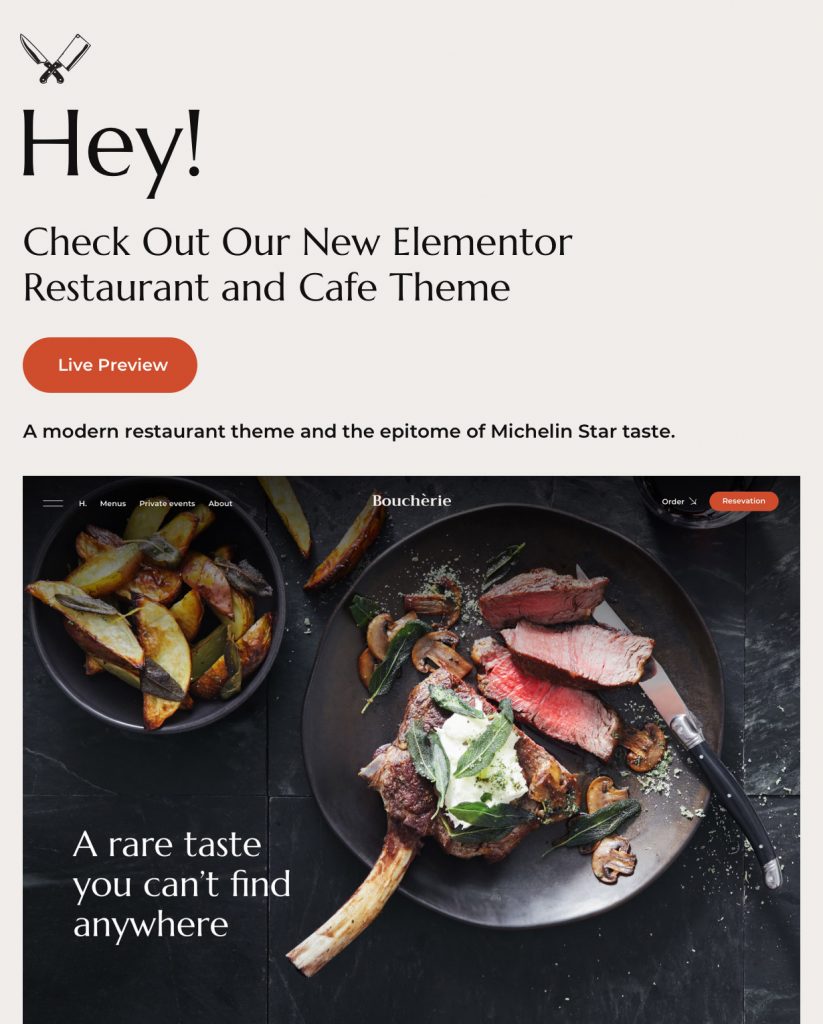 Hey!
Check Out Our New Elementor
Restaurant and Cafe Theme
Live Preview
A modern restaurant theme and the epitome of Michelin Star taste.
H. Menus Private events About Bouchèrie Order Resevation
A rare taste
you can’t find
anywhere